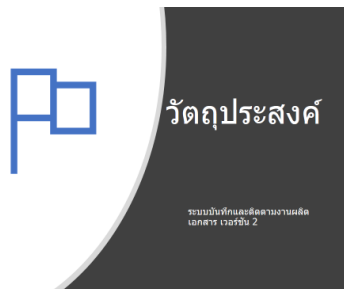 วัตถุประสงค์
ระบบบันทึกและติดตามงานผลิต
เอกสาร เวอร์ชัน 2